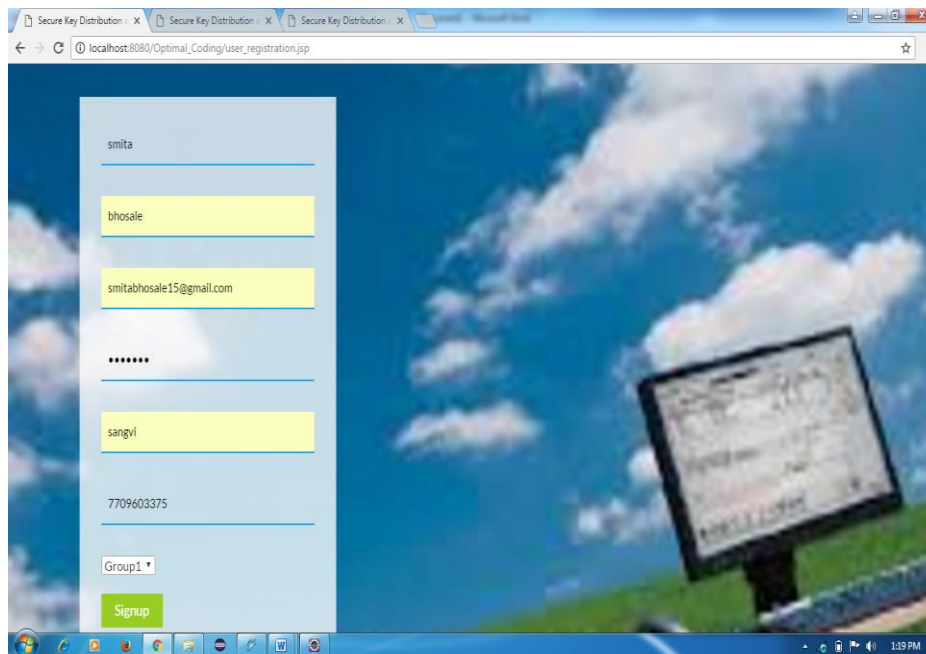 Secure Key Distribution
Secure Key Distribution
Secure Key Distribution
localhost:8080/Optimal_Coding/user_registration.jsp
smita
bhosale
smitabhosale15@gmail.com
•••••••
sangvi
7709603375
Group1
Signup
1:19 PM